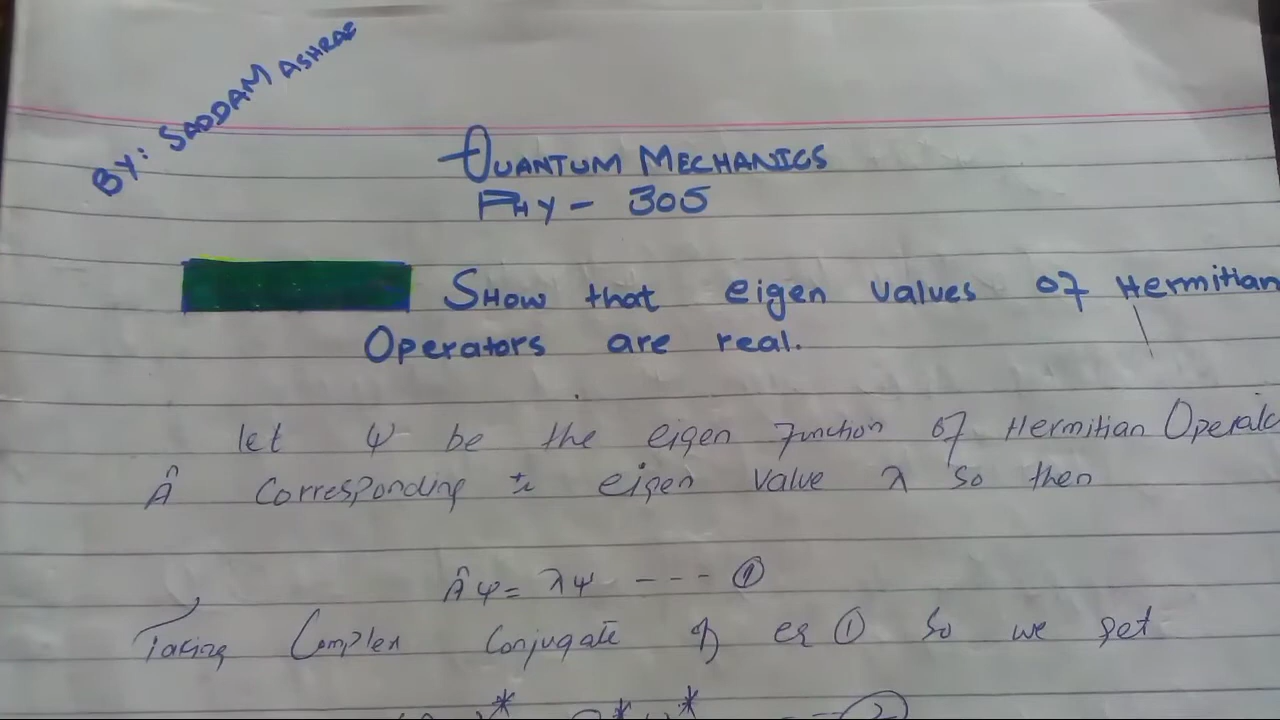 BY: SADDAM ASHRAF
QUANTUM MECHANICS
PHY - 305
SHow that eigen values of Hermitian
Operators are real.
let ψ be the eigen function of Hermitian
Â Corresponding to eigen value λ so then
Âψ = λψ ---- ①
Taking Complex Conjugate of eq ① So we get